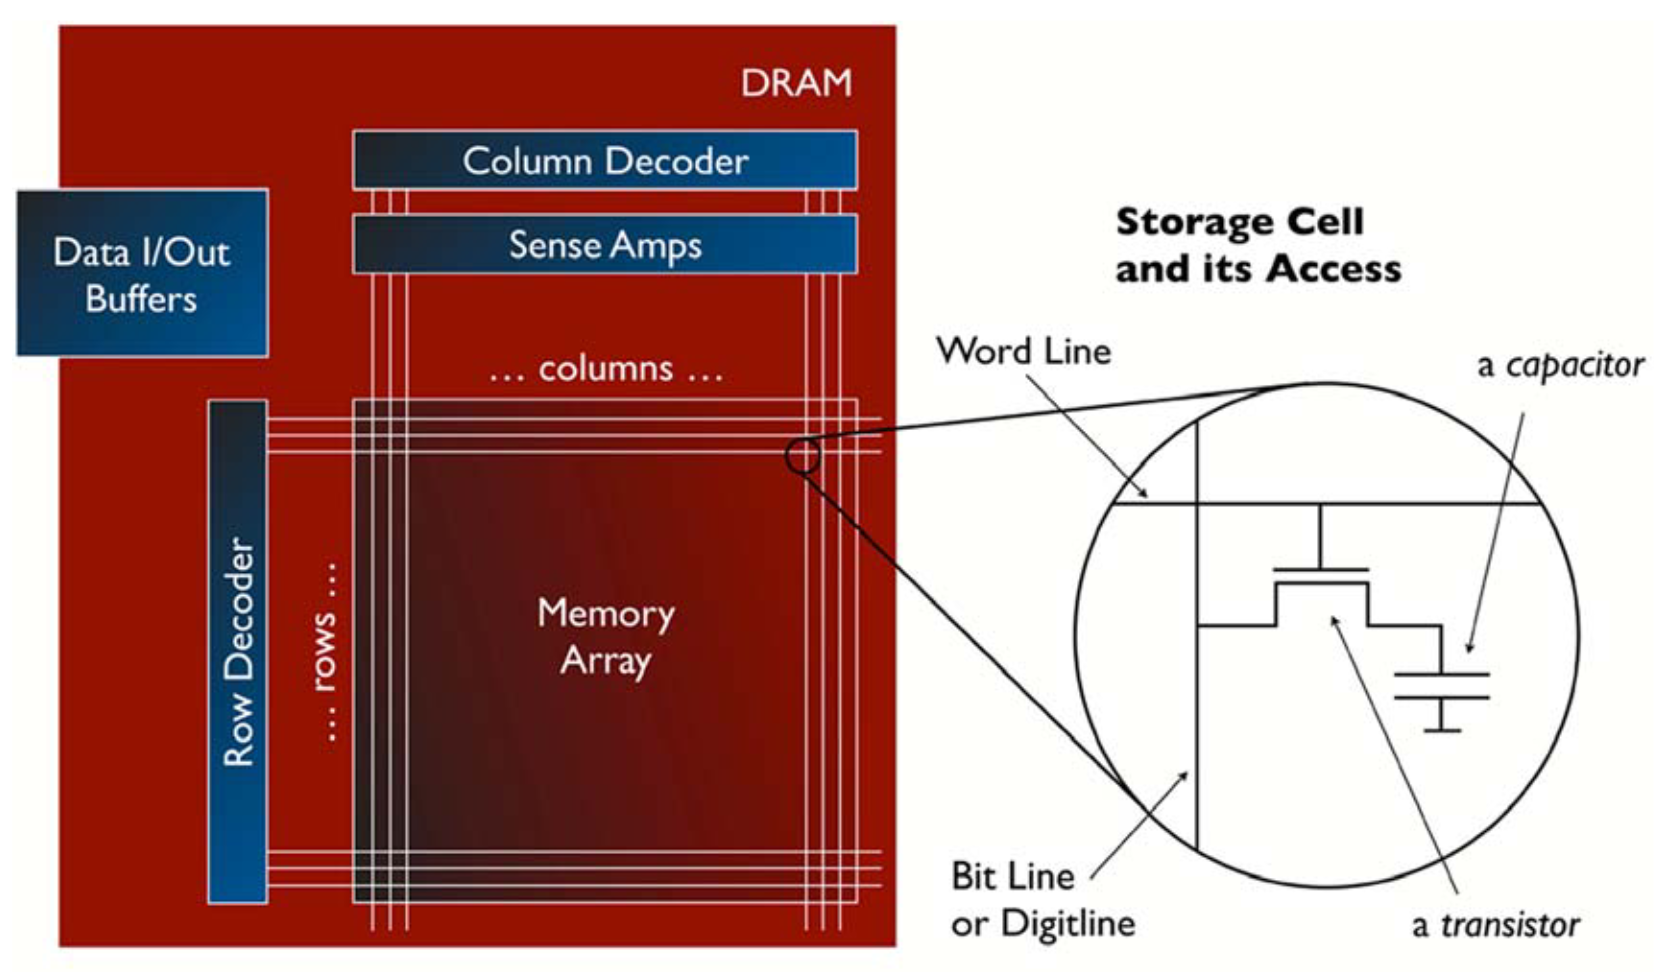 DRAM
Column Decoder
Sense Amps
Data I/Out
Buffers
... columns ...
Row Decoder
... rows ...
Memory
Array
Storage Cell
and its Access
Word Line
a capacitor
Bit Line
or Digitline
a transistor